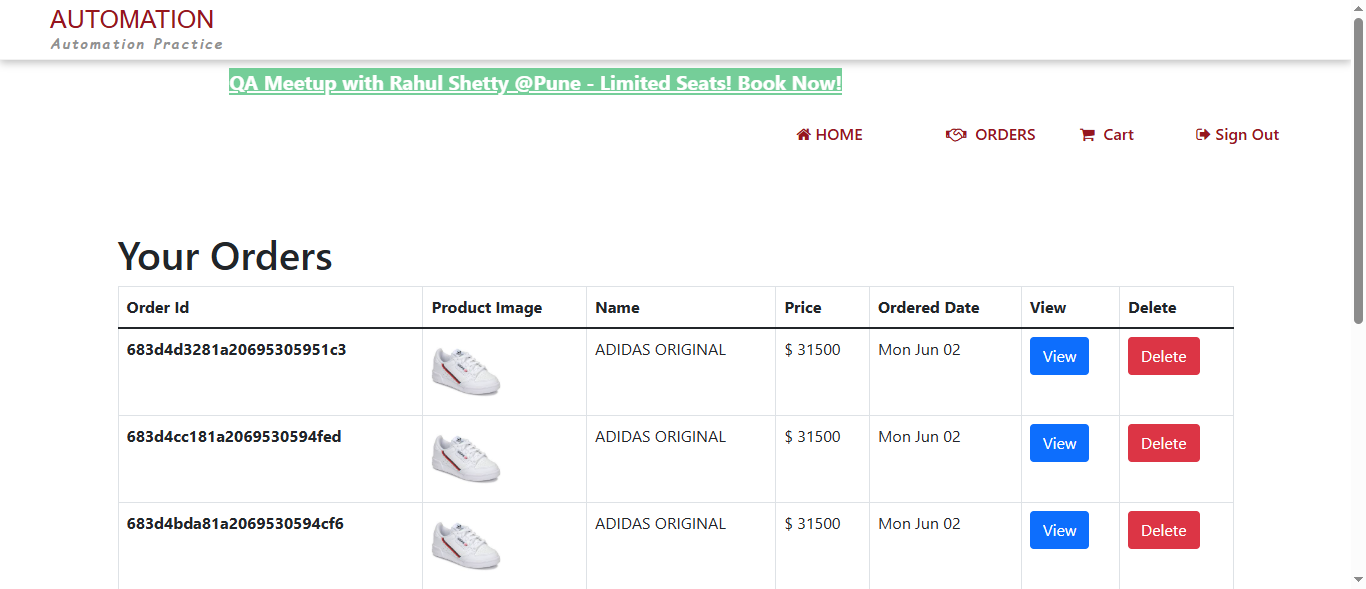 AUTOMATION
Automation Practice
QA Meetup with Rahul Shetty @Pune - Limited Seats! Book Now!
HOME ORDERS Cart Sign Out
Your Orders
Order Id Product Image Name Price Ordered Date View Delete
683d4d3281a20695305951c3 ADIDAS ORIGINAL $ 31500 Mon Jun 02 View Delete
683d4cc181a2069530594fed ADIDAS ORIGINAL $ 31500 Mon Jun 02 View Delete
683d4bda81a2069530594cf6 ADIDAS ORIGINAL $ 31500 Mon Jun 02 View Delete